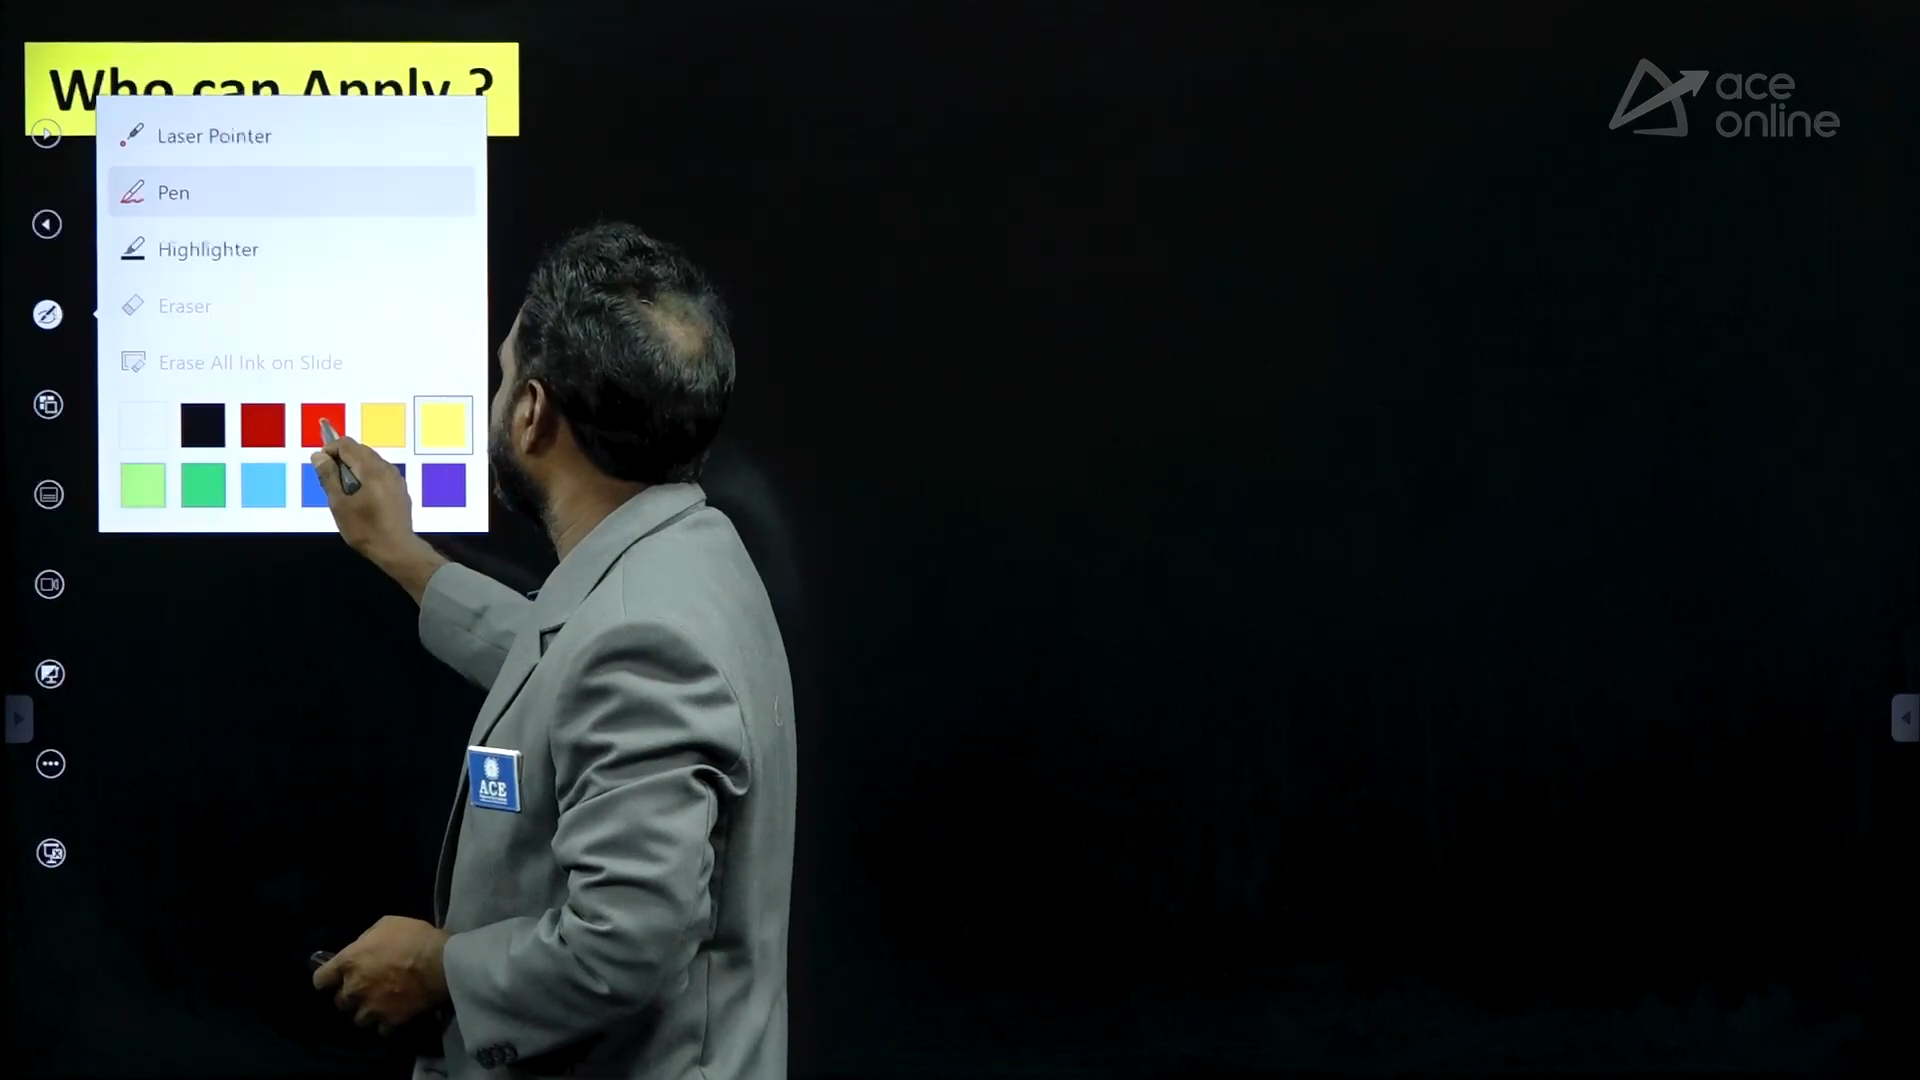 Who can Apply ?
ace
online
Laser Pointer
Pen
Highlighter
Eraser
Erase All Ink on Slide
ACE